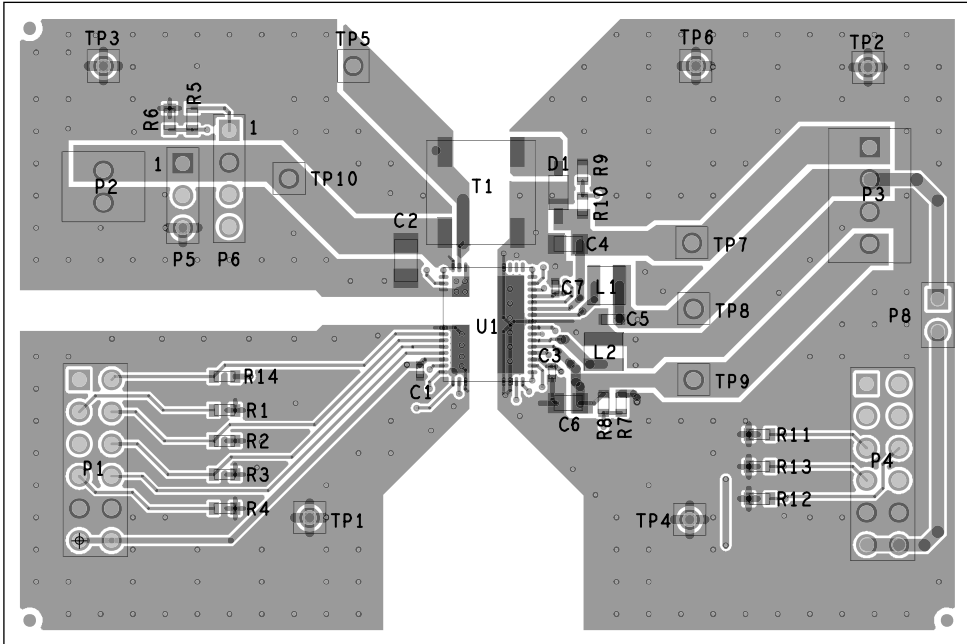 TP3
TP5
TP6
TP2
R6
R5
1
1
P2
TP10
T1
D1
R9
R10
P3
P5
P6
C2
C4
TP7
C7
L1
TP8
P8
U1
C5
C3
L2
R14
C1
TP9
R1
C6
R8
R7
R2
R11
P1
R3
R13
P4
R4
R12
TP1
TP4